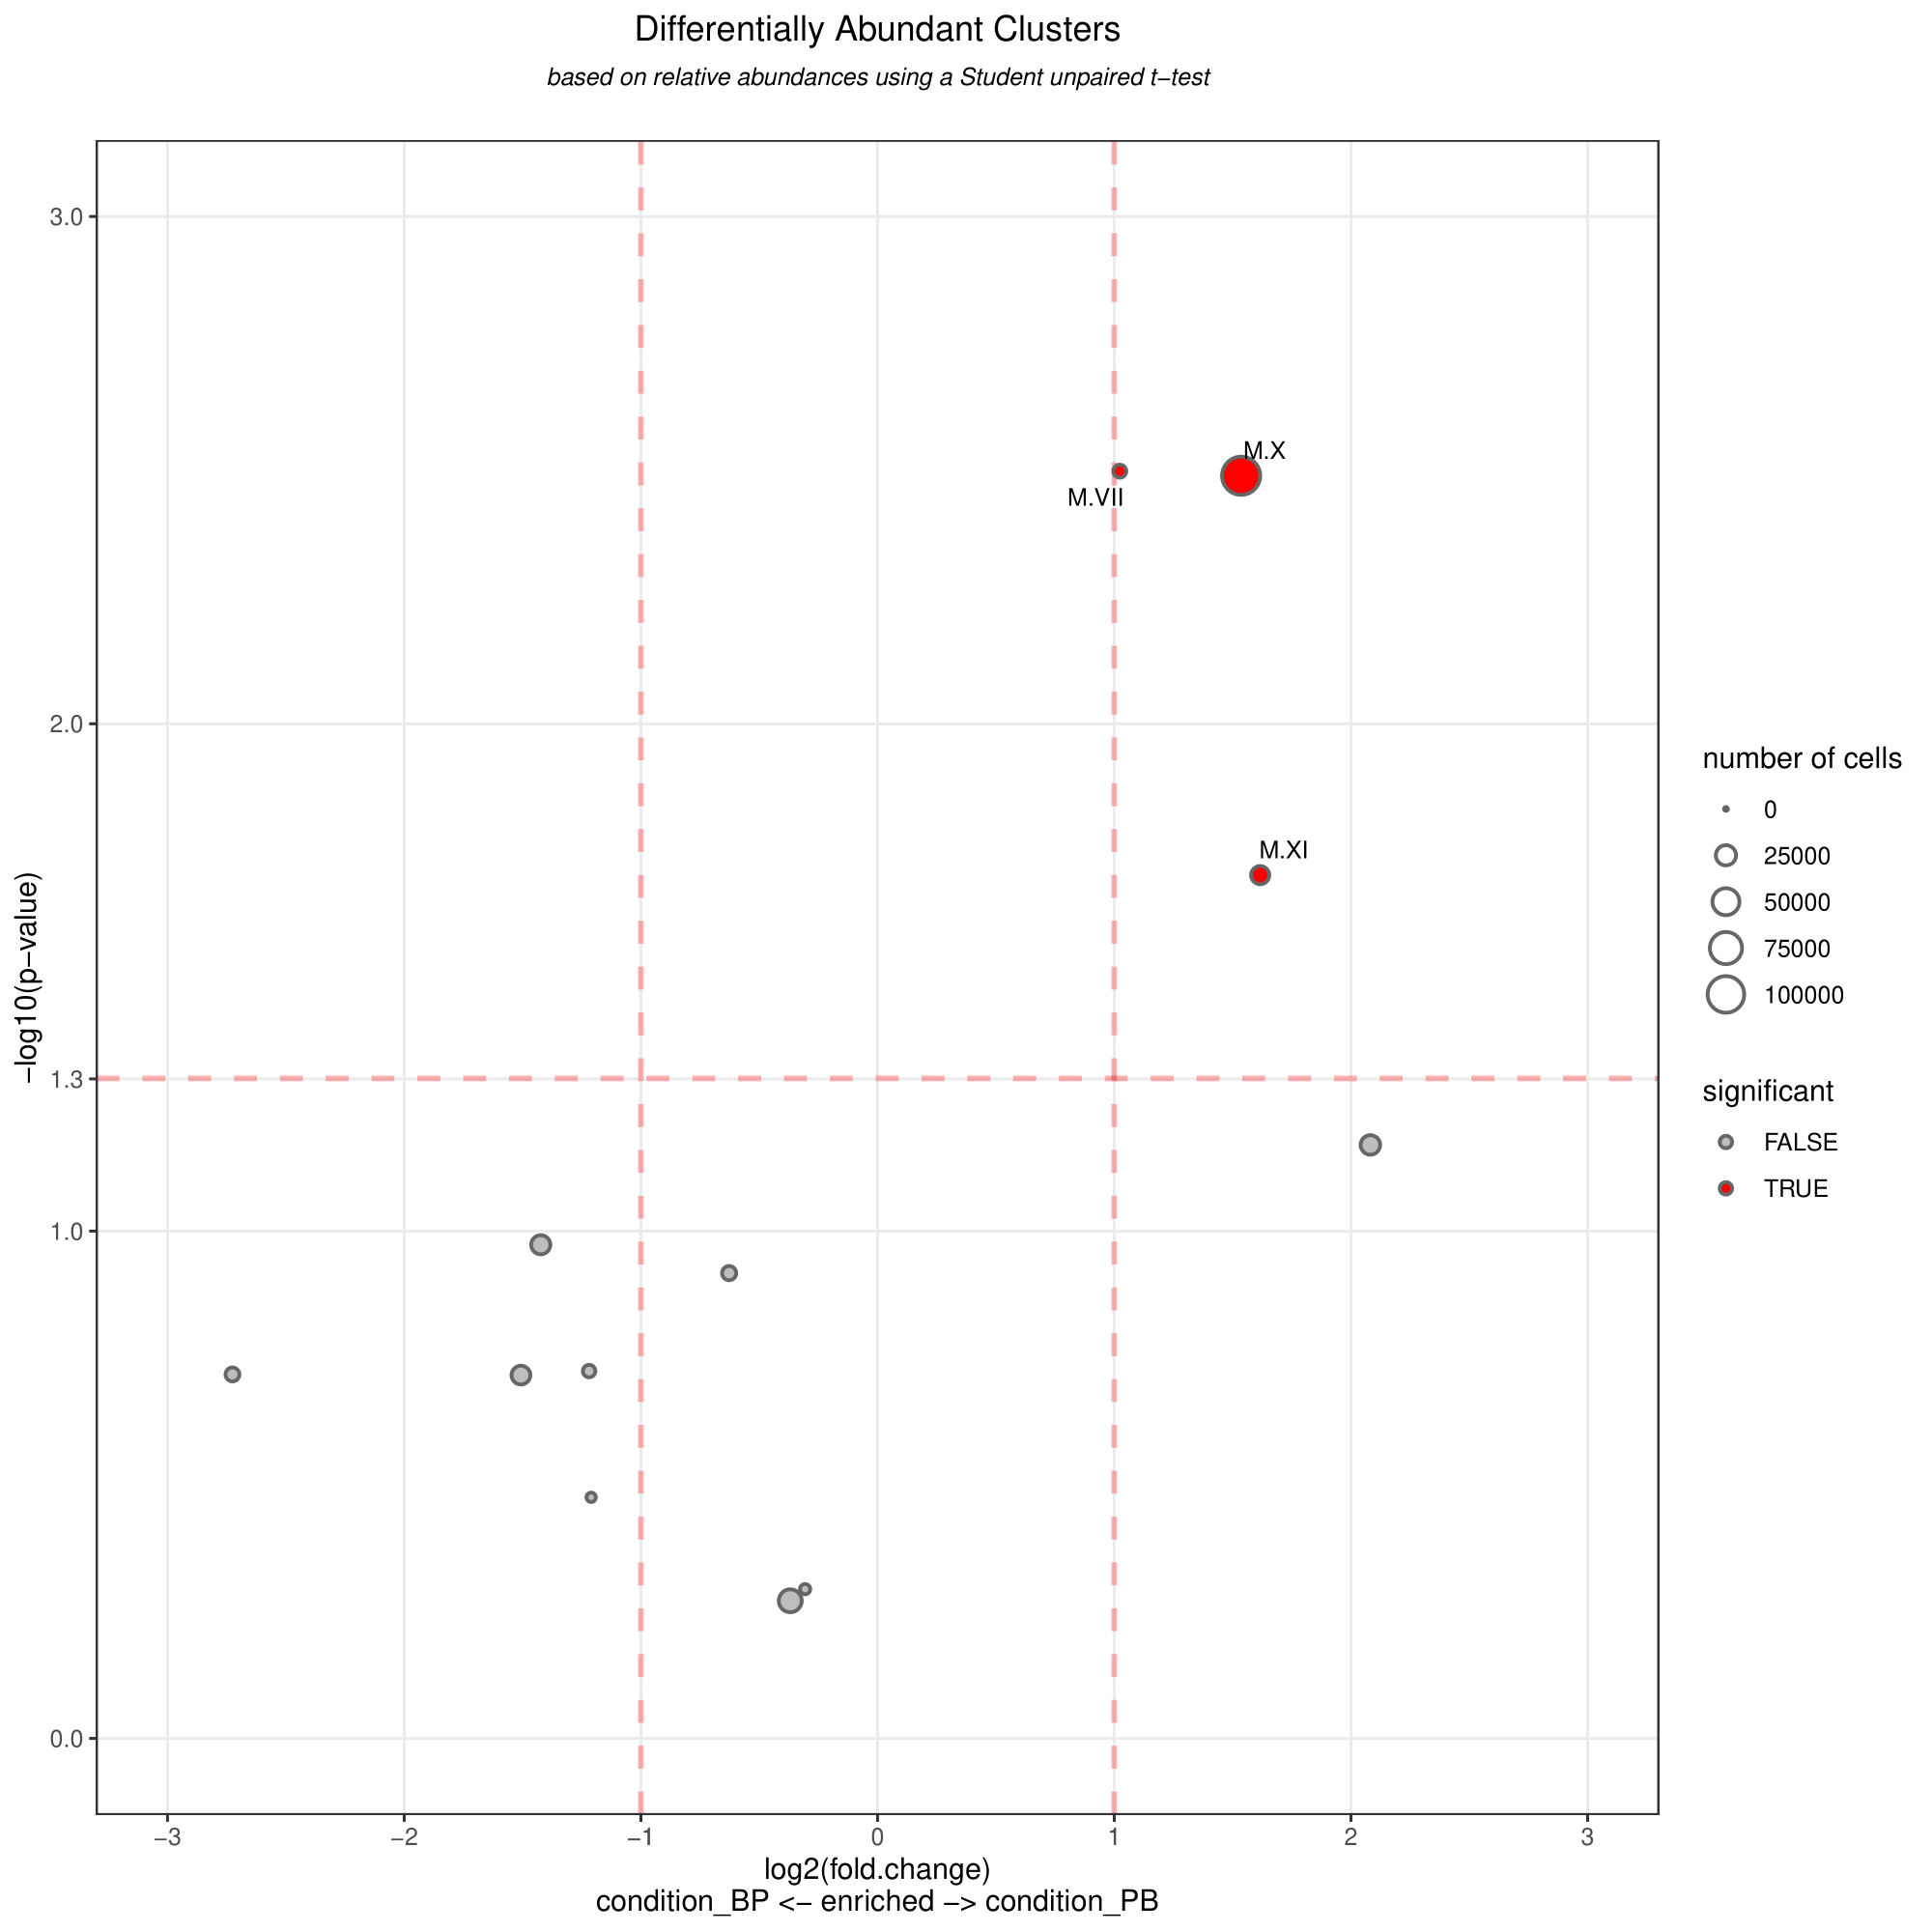 Differentially Abundant Clusters
based on relative abundances using a Student unpaired t−test
3.0
2.0
1.3
1.0
0.0
−log10(p−value)
M.X
M.VII
M.XI
−3
−2
−1
0
1
2
3
log2(fold.change)
condition_BP <− enriched −> condition_PB
number of cells
0
25000
50000
75000
100000
significant
FALSE
TRUE